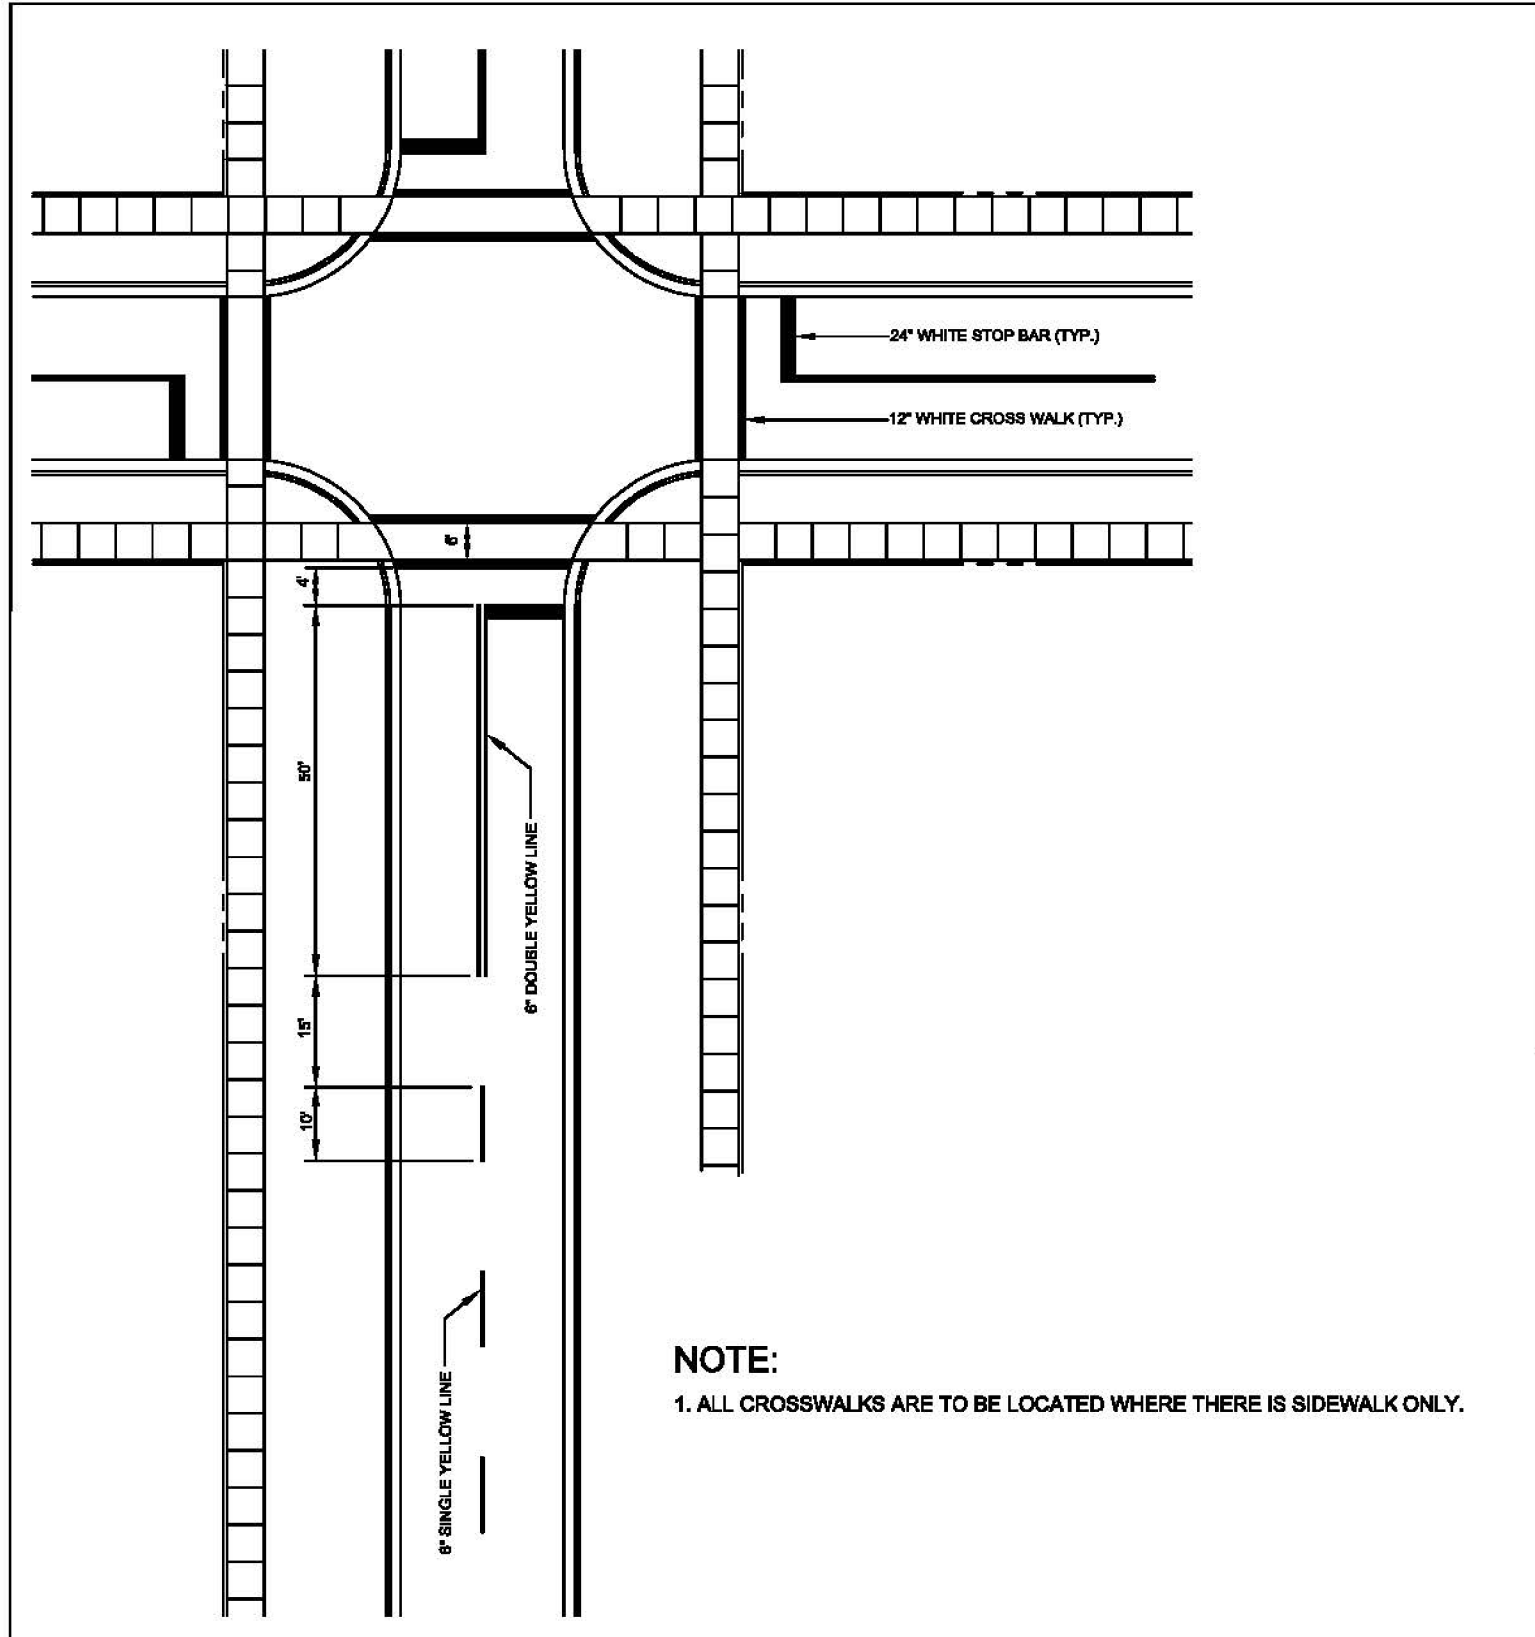 24" WHITE STOP BAR (TYP.)
12" WHITE CROSS WALK (TYP.)
6'
4'
50'
6" DOUBLE YELLOW LINE
15'
10'
6" SINGLE YELLOW LINE
NOTE:
1. ALL CROSSWALKS ARE TO BE LOCATED WHERE THERE IS SIDEWALK ONLY.